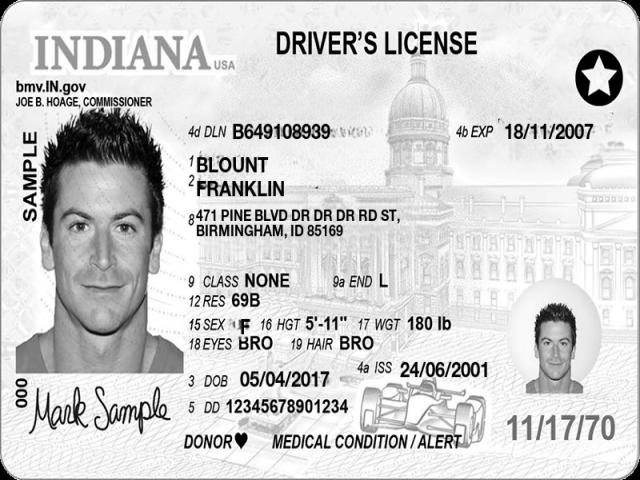 INDIANA USA
DRIVER'S LICENSE
bmv.IN.gov
JOE B. HOAGE, COMMISSIONER
SAMPLE
4d DLN B649108939
4b EXP 18/11/2007
1 BLOUNT
2 FRANKLIN
8 471 PINE BLVD DR DR DR RD ST,
BIRMINGHAM, ID 85169
9 CLASS NONE 9a END L
12 RES 69B
15 SEX F 16 HGT 5'-11" 17 WGT 180 lb
18 EYES BRO 19 HAIR BRO
4a ISS 24/06/2001
3 DOB 05/04/2017
5 DD 12345678901234
000
Mark Sample
DONOR MEDICAL CONDITION / ALERT
11/17/70